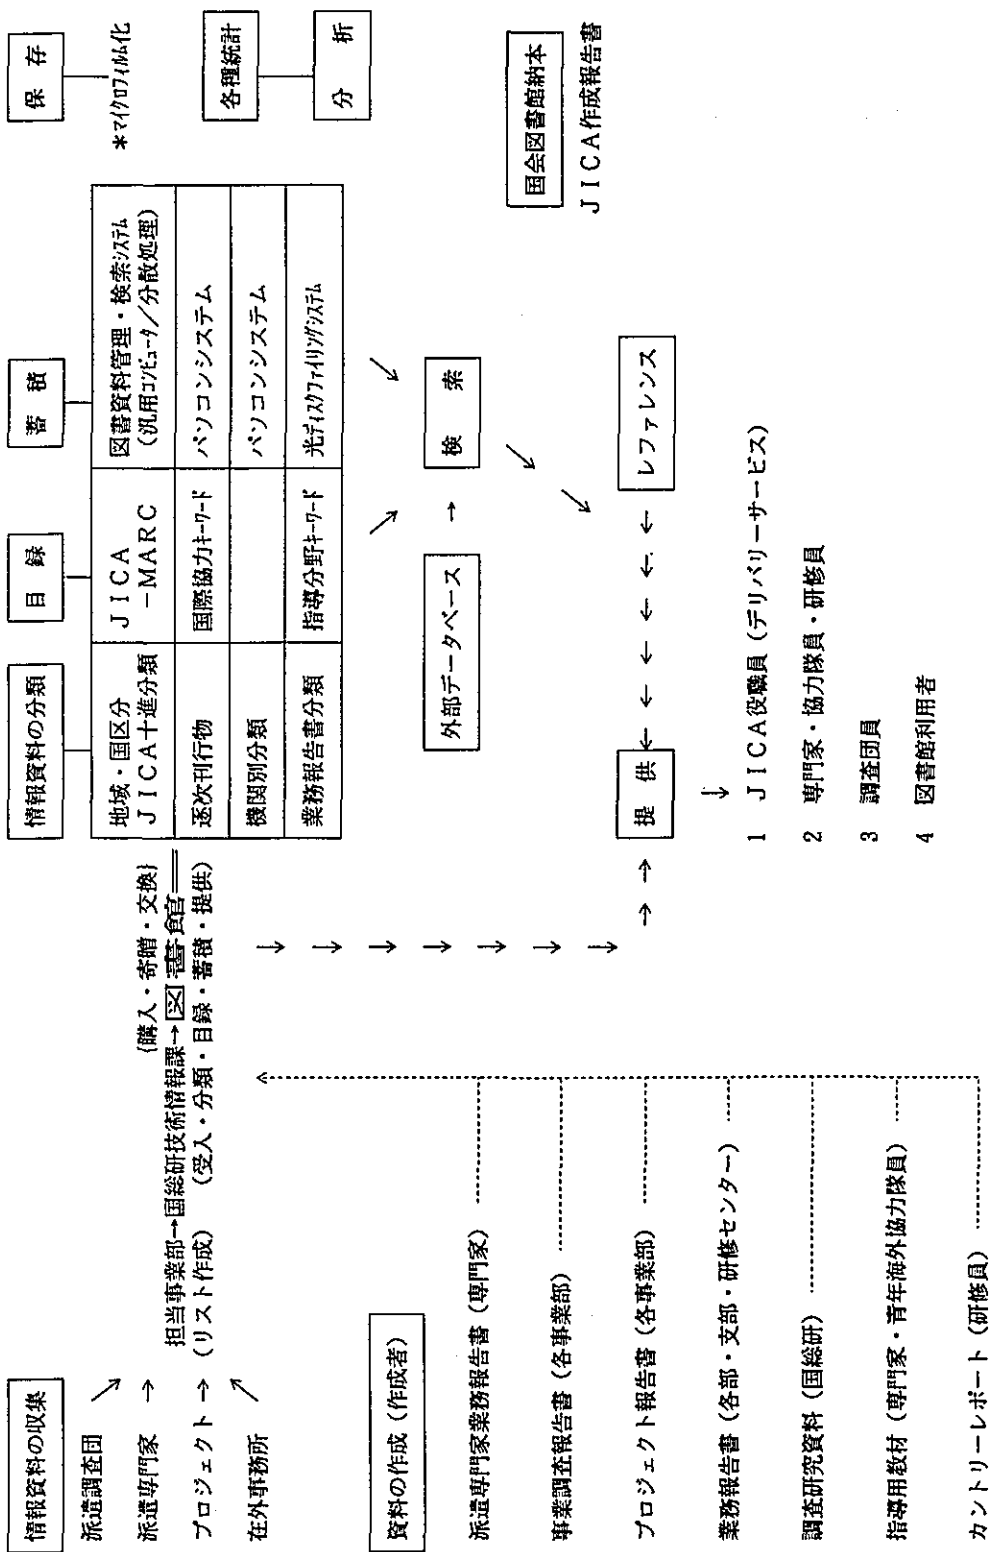 情報資料の収集
派遣調査団
派遣専門家 →
プロジェクト →
在外事務所
{購入・寄贈・交換}
担当事業部→国総研技術情報課→図書館
(リスト作成) (受入・分類・目録・蓄積・提供)
情報資料の分類
目 録
蓄 積
保 存
*マイクロフィルム化
地域・国区分
JICA十進分類
JICA
-MARC
図書資料管理・検索システム
(汎用コンピュータ/分散処理)
逐次刊行物
国際協力キーワード
パソコンシステム
機関別分類
パソコンシステム
業務報告書分類
指導分野キーワード
光ディスクファイリングシステム
各種統計
分 析
外部データベース → 検 索
国会図書館納本
JICA作成報告書
提 供 ← ← ← ← ← ← レファレンス
1 JICA役職員(デリバリーサービス)
2 専門家・協力隊員・研修員
3 調査団員
4 図書館利用者
資料の作成(作成者)
派遣専門家業務報告書(専門家)
事業調査報告書(各事業部)
プロジェクト報告書(各事業部)
業務報告書(各部・支部・研修センター)
調査研究資料(国総研)
指導用教材(専門家・青年海外協力隊員)
カントリーレポート(研修員)